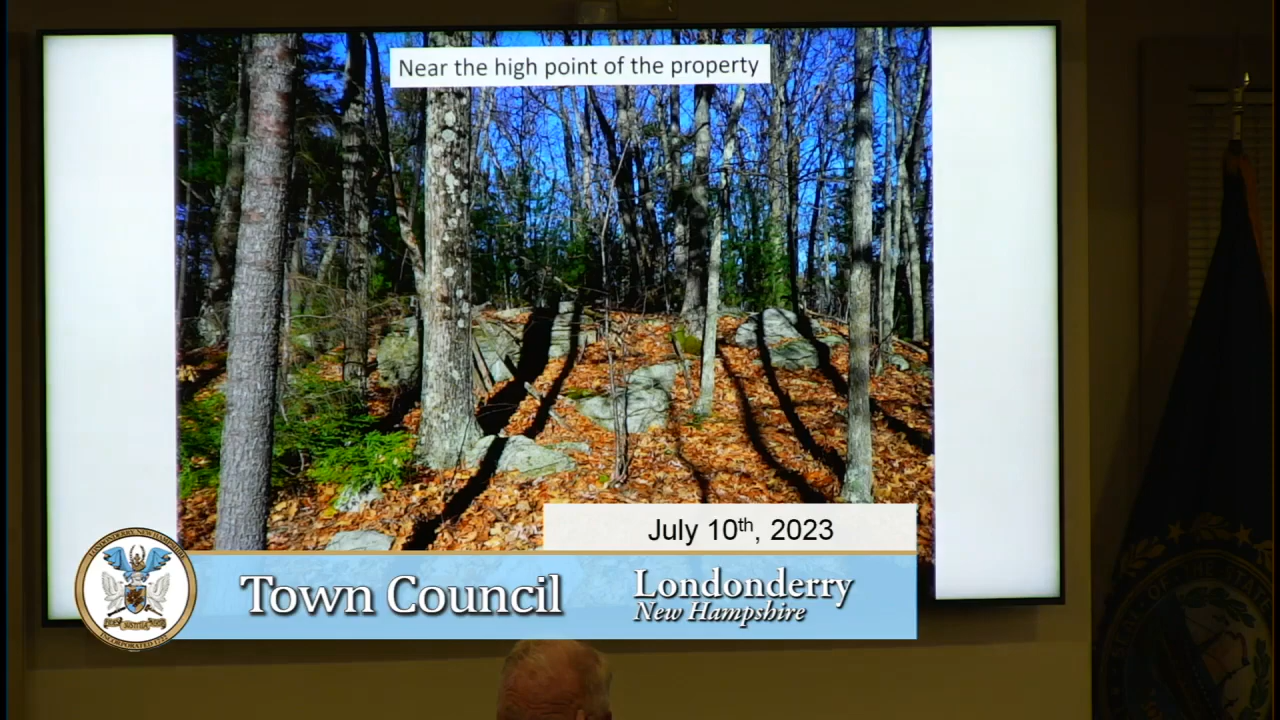 Near the high point of the property
July 10th, 2023
Town Council
Londonderry
New Hampshire